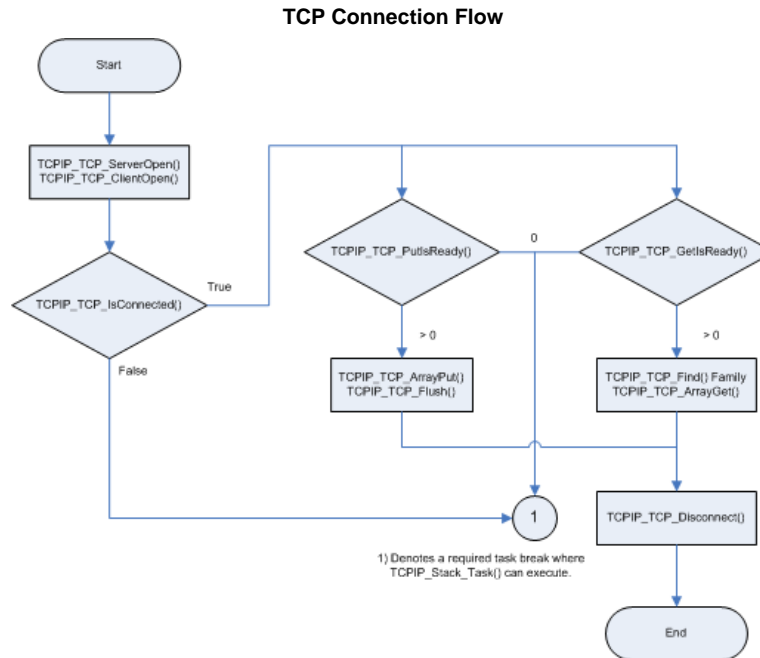 TCP Connection Flow
Start
TCPIP_TCP_ServerOpen()
TCPIP_TCP_ClientOpen()
TCPIP_TCP_IsConnected()
True
False
TCPIP_TCP_PutIsReady()
0
TCPIP_TCP_GetIsReady()
> 0
> 0
TCPIP_TCP_ArrayPut()
TCPIP_TCP_Flush()
TCPIP_TCP_Find() Family
TCPIP_TCP_ArrayGet()
1
1) Denotes a required task break where
TCPIP_Stack_Task() can execute.
TCPIP_TCP_Disconnect()
End